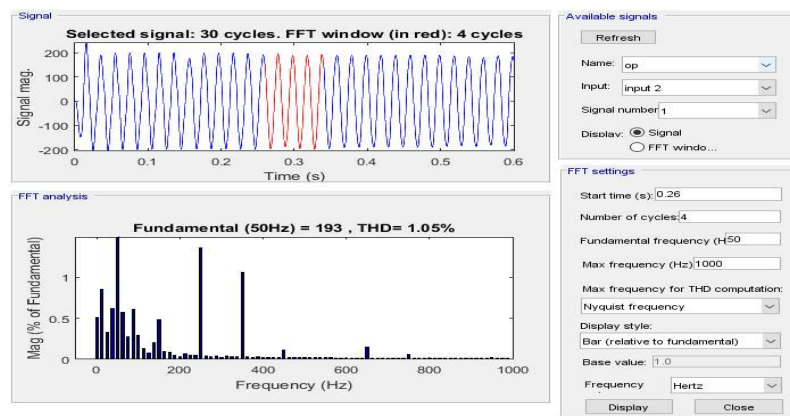 Signal
Selected signal: 30 cycles. FFT window (in red): 4 cycles
Signal mag.
200
100
0
-100
-200
0 0.1 0.2 0.3 0.4 0.5 0.6
Time (s)
FFT analysis
Fundamental (50Hz) = 193 , THD= 1.05%
Mag (% of Fundamental)
1
0.5
0
0 200 400 600 800 1000
Frequency (Hz)
Available signals
Refresh
Name: op
Input: input 2
Signal number 1
Display: Signal
FFT windo...
FFT settings
Start time (s): 0.26
Number of cycles: 4
Fundamental frequency (H 50
Max frequency (Hz) 1000
Max frequency for THD computation:
Nyquist frequency
Display style:
Bar (relative to fundamental)
Base value: 1.0
Frequency Hertz
Display Close